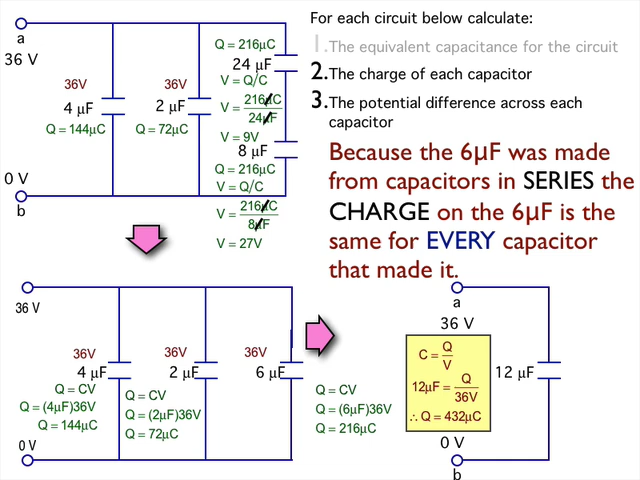 For each circuit below calculate:
1. The equivalent capacitance for the circuit
2. The charge of each capacitor
3. The potential difference across each
capacitor
Because the 6µF was made
from capacitors in SERIES the
CHARGE on the 6µF is the
same for EVERY capacitor
that made it.
a
36 V
36V
4 µF
Q = 144µC
36V
2 µF
Q = 72µC
Q = 216µC
24 µF
V = Q/C
V = 216µC
24µF
V = 9V
8 µF
Q = 216µC
V = Q/C
V = 216µC
8µF
V = 27V
0 V
b
36 V
36V
4 µF
Q = CV
Q = (4µF)36V
Q = 144µC
36V
2 µF
Q = CV
Q = (2µF)36V
Q = 72µC
36V
6 µF
Q = CV
Q = (6µF)36V
Q = 216µC
0 V
a
36 V
C = Q
V
12µF = Q
36V
∴ Q = 432µC
12 µF
0 V
b